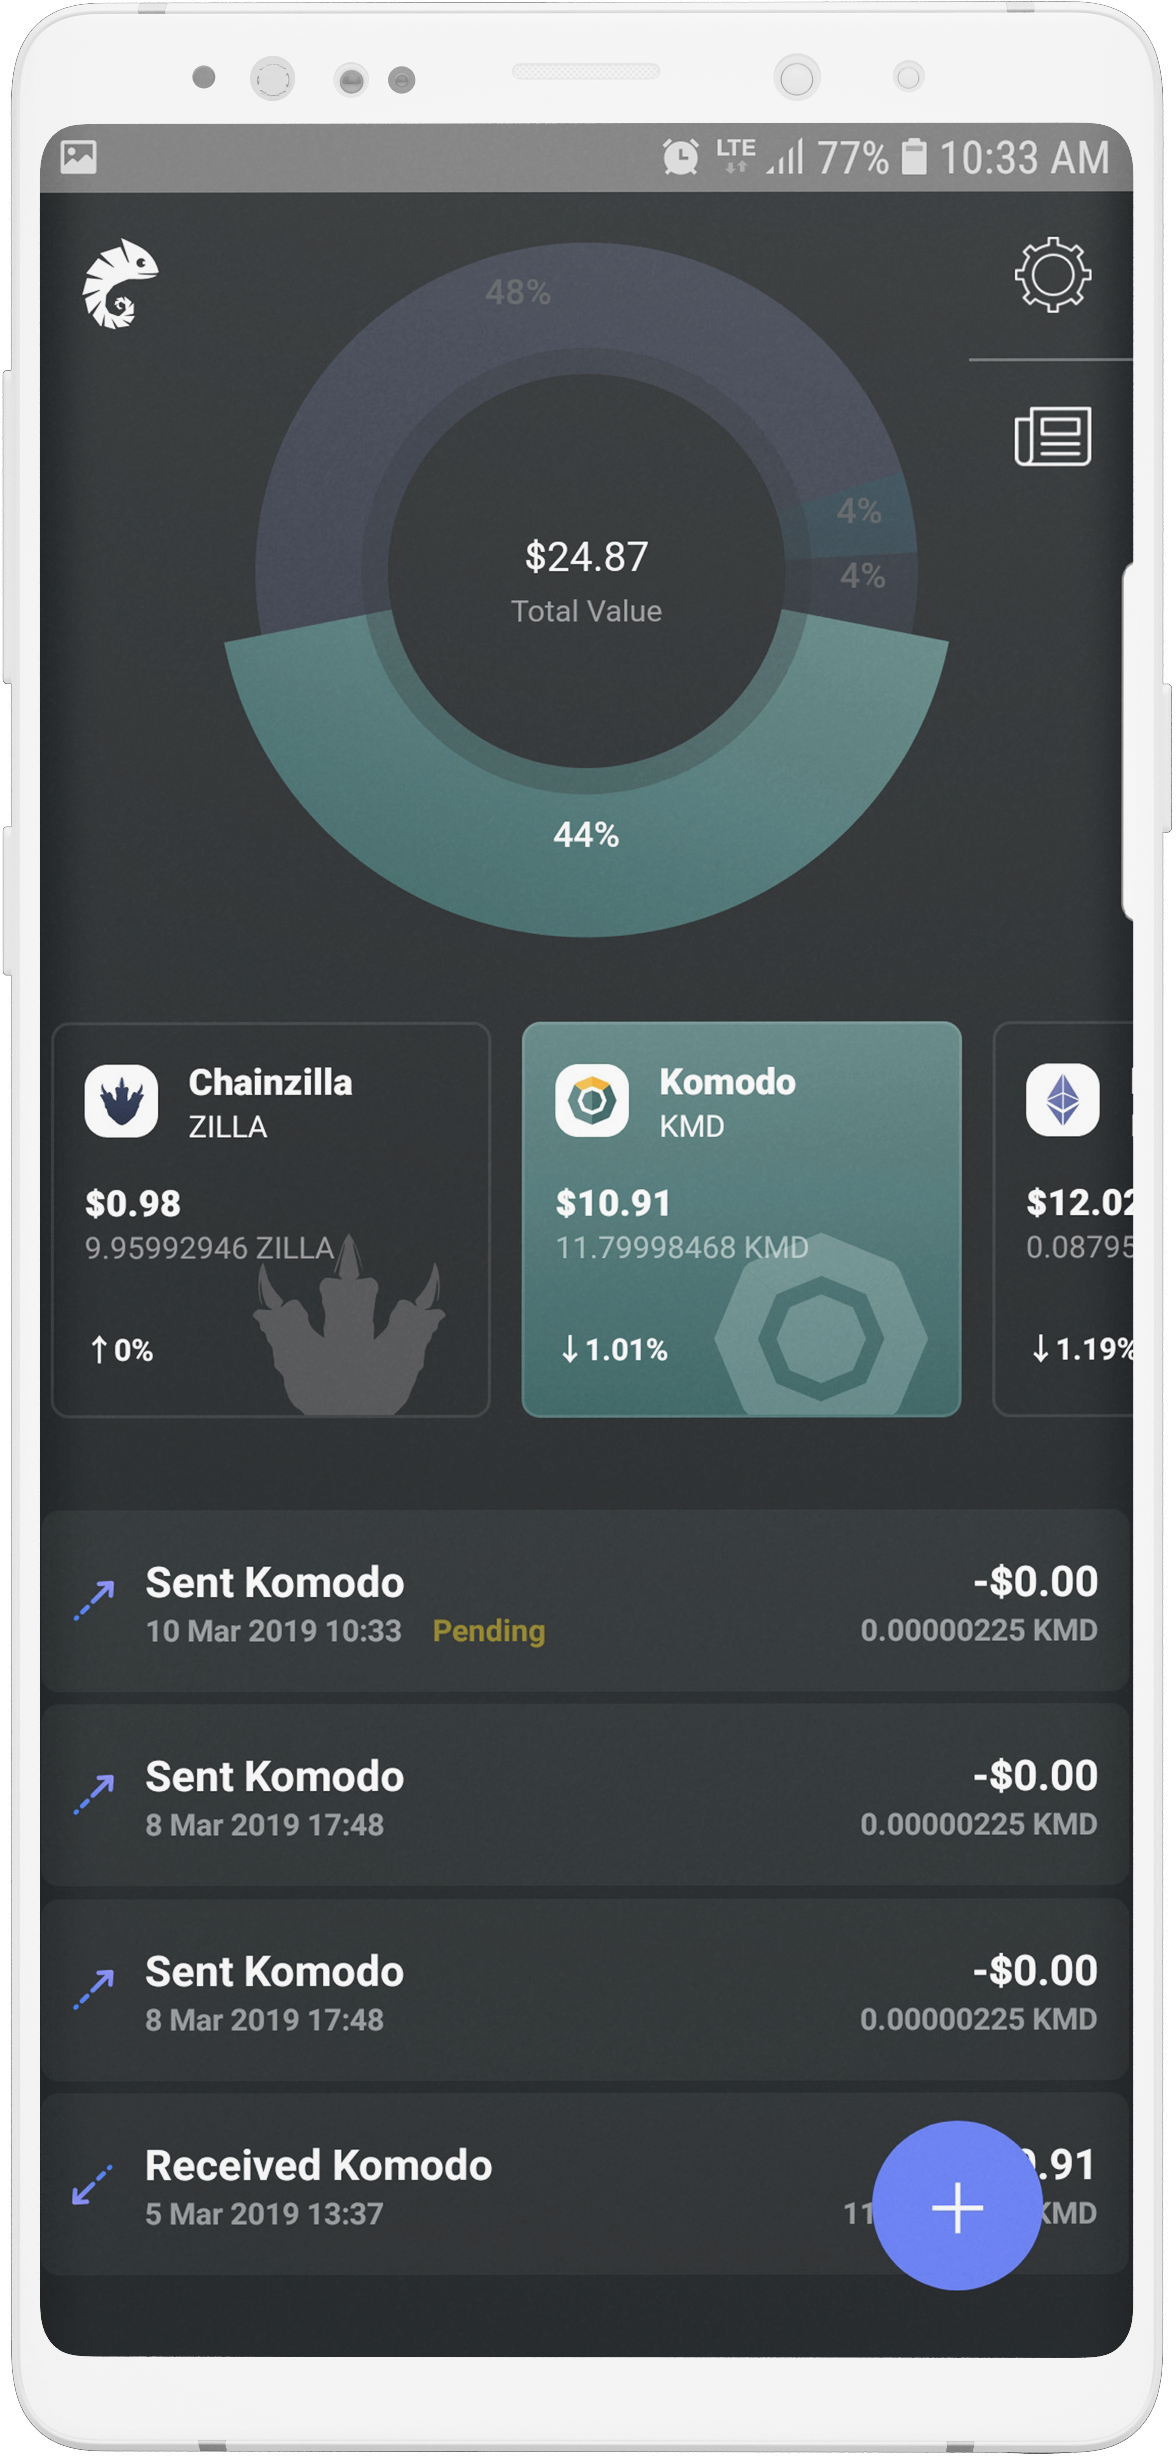 LTE 77% 10:33 AM
48%
4%
4%
$24.87
Total Value
44%
Chainzilla
ZILLA
$0.98
9.95992946 ZILLA
↑ 0%
Komodo
KMD
$10.91
11.79998468 KMD
↓ 1.01%
$12.02
0.08795
↓ 1.19%
Sent Komodo
-$0.00
10 Mar 2019 10:33 Pending
0.00000225 KMD
Sent Komodo
-$0.00
8 Mar 2019 17:48
0.00000225 KMD
Sent Komodo
-$0.00
8 Mar 2019 17:48
0.00000225 KMD
Received Komodo
.91
5 Mar 2019 13:37
11 KMD